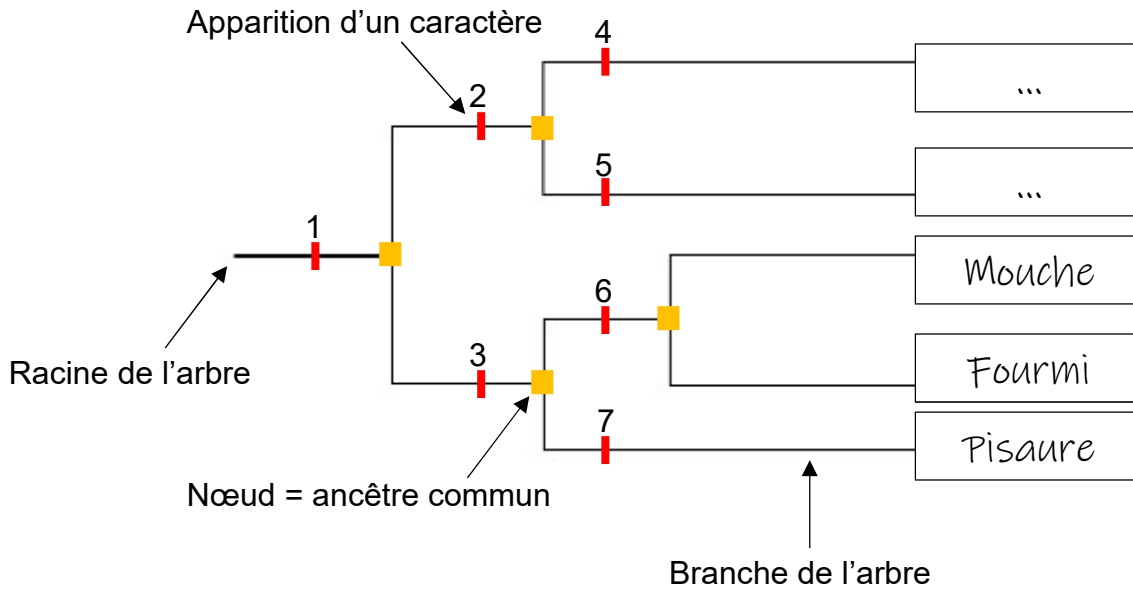 Apparition d’un caractère
4
...
2
5
...
1
Mouche
6
Racine de l’arbre
3
Fourmi
7
Pisaure
Nœud = ancêtre commun
Branche de l’arbre